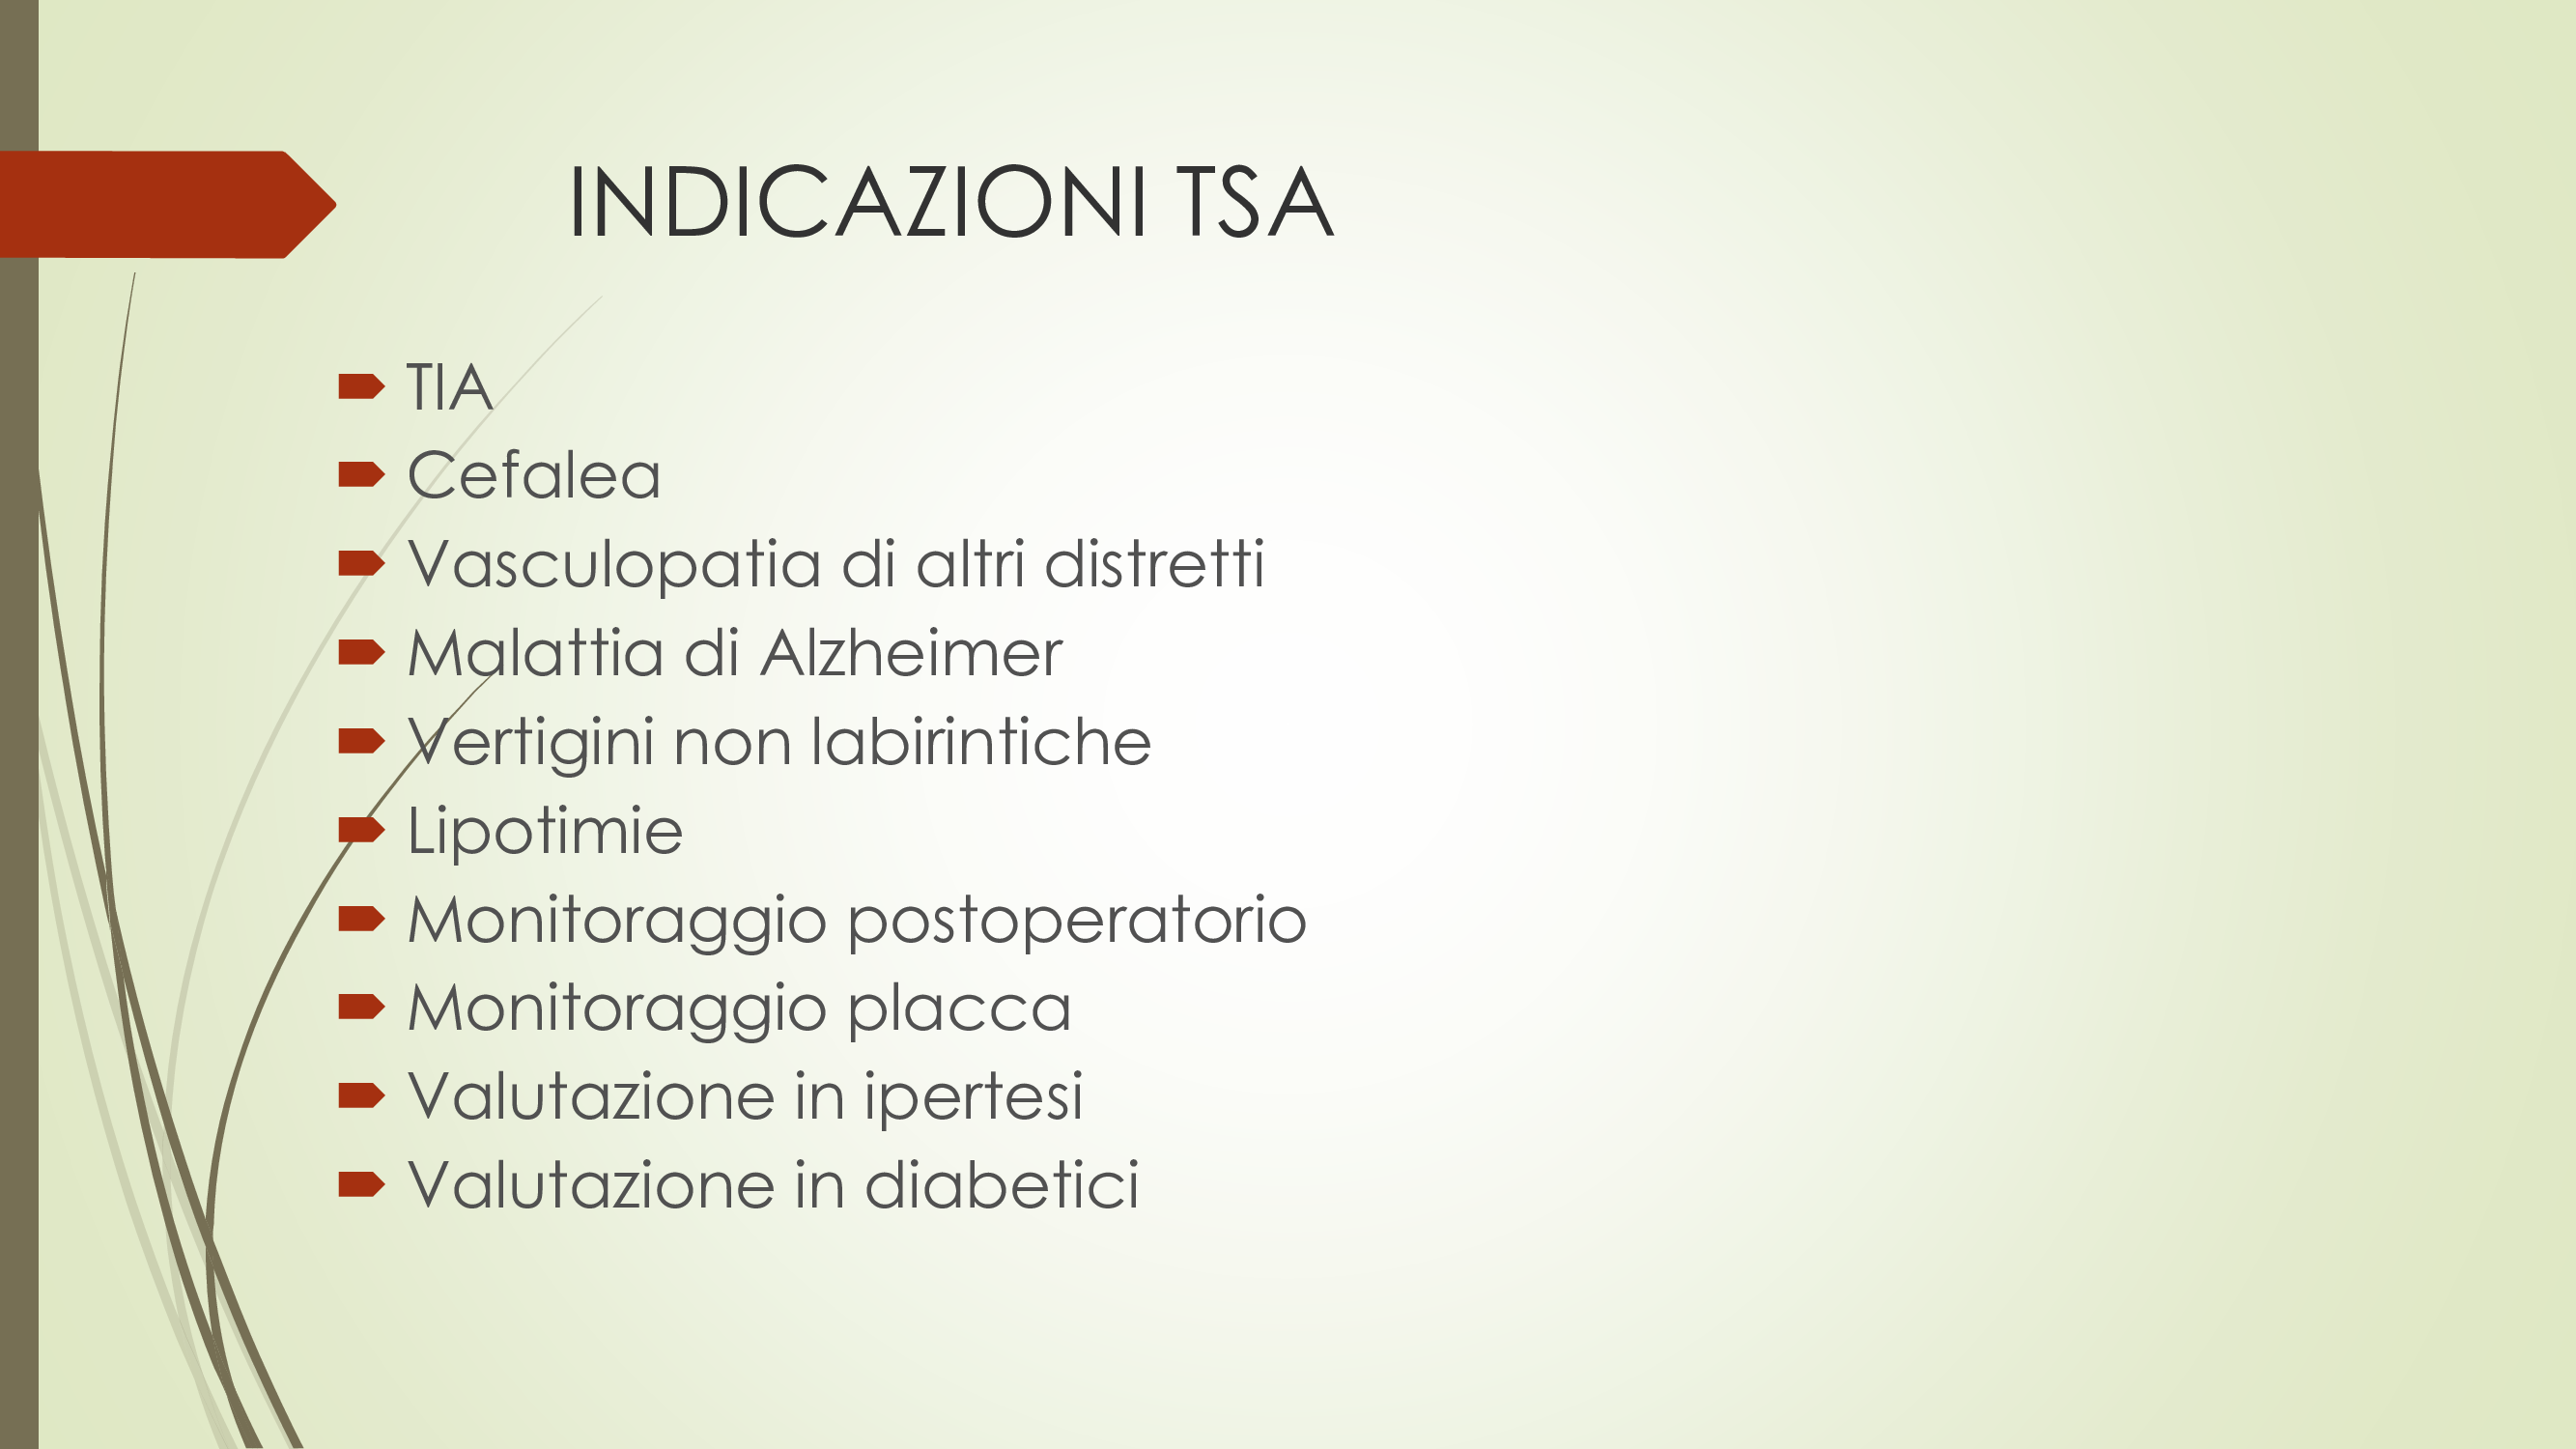 INDICAZIONI TSA
TIA
Cefalea
Vasculopatia di altri distretti
Malattia di Alzheimer
Vertigini non labirintiche
Lipotimie
Monitoraggio postoperatorio
Monitoraggio placca
Valutazione in ipertesi
Valutazione in diabetici